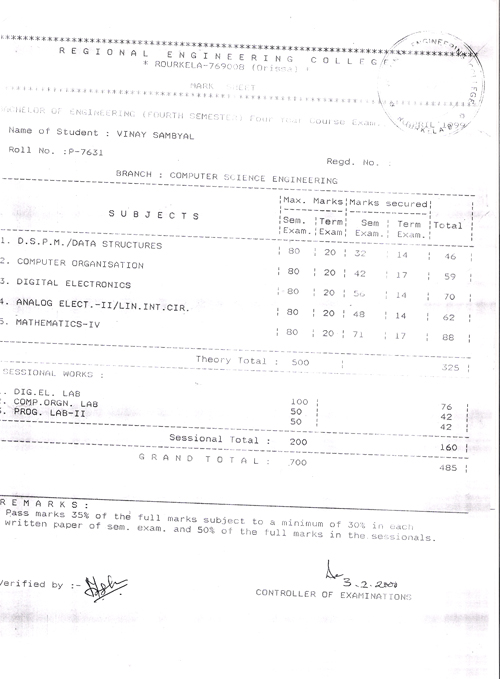 REGIONAL ENGINEERING COLLEGE
* ROURKELA-769008 (Orissa) *
MARK SHEET
BACHELOR OF ENGINEERING (FOURTH SEMESTER) Four Year Course Exam. APRIL 1999
Name of Student : VINAY SAMBYAL
Roll No. :P-7631
Regd. No. :
BRANCH : COMPUTER SCIENCE ENGINEERING
SUBJECTS | Max. Marks | Marks secured | Total
Sem. Exam. | Term Exam | Sem Exam. | Term Exam.
1. D.S.P.M./DATA STRUCTURES | 80 | 20 | 32 | 14 | 46
2. COMPUTER ORGANISATION | 80 | 20 | 42 | 17 | 59
3. DIGITAL ELECTRONICS | 80 | 20 | 56 | 14 | 70
4. ANALOG ELECT.-II/LIN.INT.CIR. | 80 | 20 | 48 | 14 | 62
5. MATHEMATICS-IV | 80 | 20 | 71 | 17 | 88
Theory Total : 500 | 325
SESSIONAL WORKS :
1. DIG.EL. LAB 100 | 76
2. COMP.ORGN. LAB 50 | 42
3. PROG. LAB-II 50 | 42
Sessional Total : 200 160
GRAND TOTAL : 700 485
REMARKS:
Pass marks 35% of the full marks subject to a minimum of 30% in each
written paper of sem. exam. and 50% of the full marks in the sessionals.
3-2-2000
Verified by :-
CONTROLLER OF EXAMINATIONS